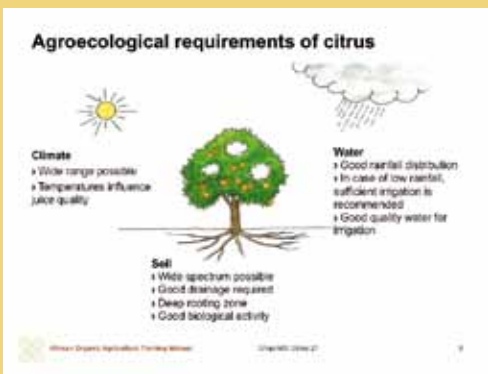 Agroecological requirements of citrus
Climate
› Wide range possible
› Temperatures influence
juice quality
Water
› Good rainfall distribution
› In case of low rainfall,
sufficient irrigation is
recommended
› Good quality water for
irrigation
Soil
› Wide spectrum possible
› Good drainage required
› Deep rooting zone
› Good biological activity
African Organic Agriculture Training Manual